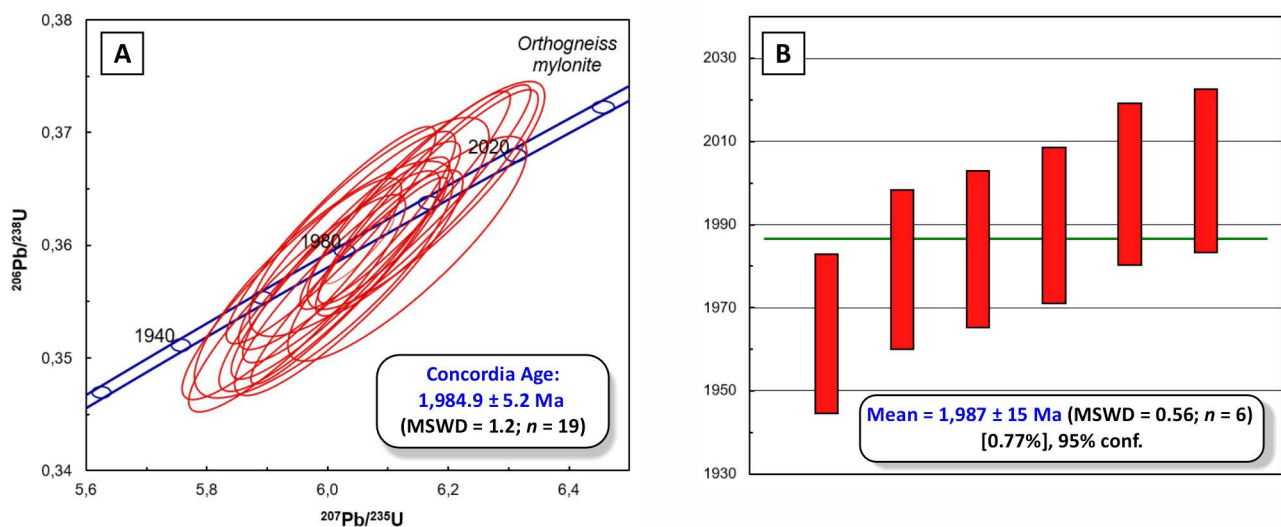 A
Orthogneiss
mylonite
0,38
0,37
0,36
0,35
0,34
206Pb/238U
2020
1980
1940
Concordia Age:
1,984.9 ± 5.2 Ma
(MSWD = 1.2; n = 19)
5,6
5,8
6,0
6,2
6,4
207Pb/235U
B
2030
2010
1990
1970
1950
1930
Mean = 1,987 ± 15 Ma (MSWD = 0.56; n = 6)
[0.77%], 95% conf.